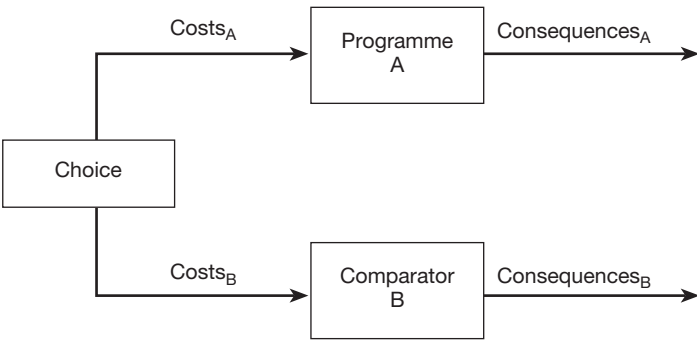 Costs_A
Programme
A
Consequences_A
Choice
Costs_B
Comparator
B
Consequences_B